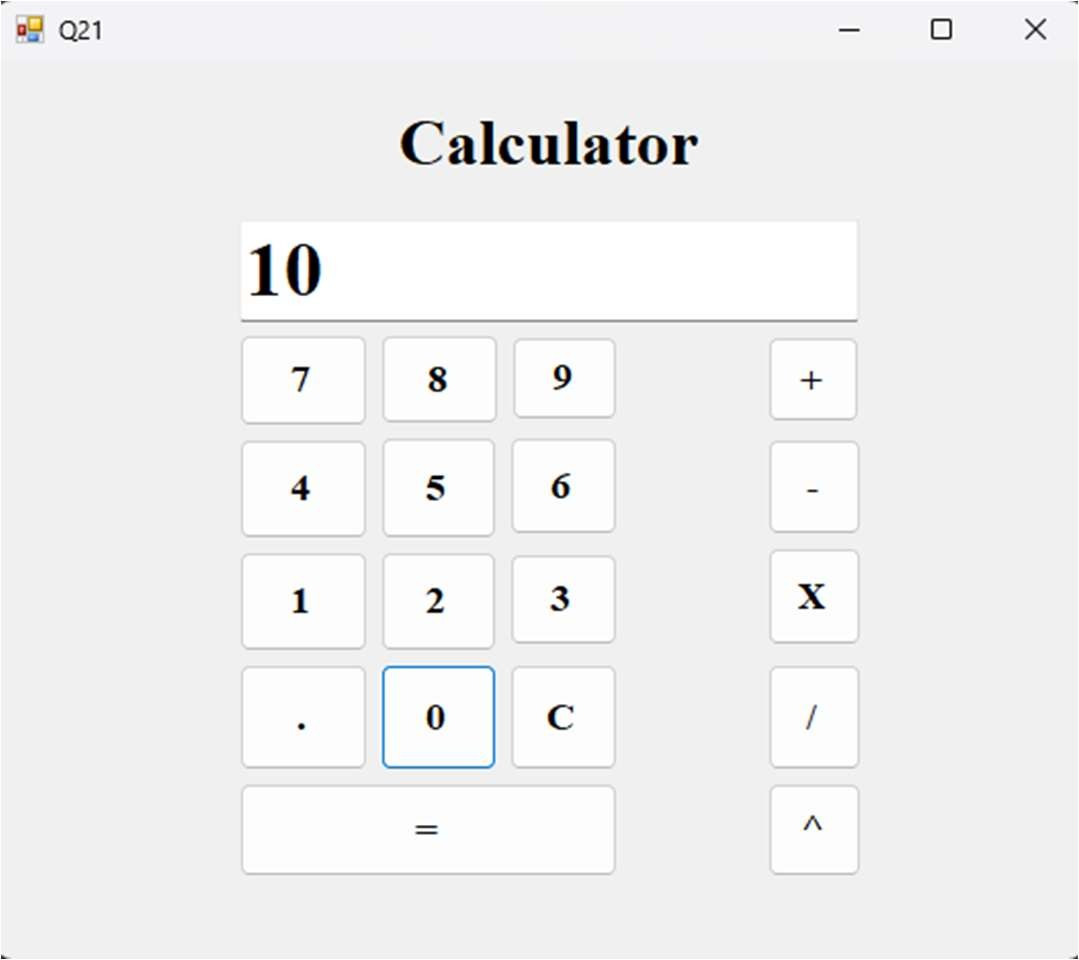 Q21
Calculator
10
7 8 9 +
4 5 6 -
1 2 3 X
. 0 C /
= ^